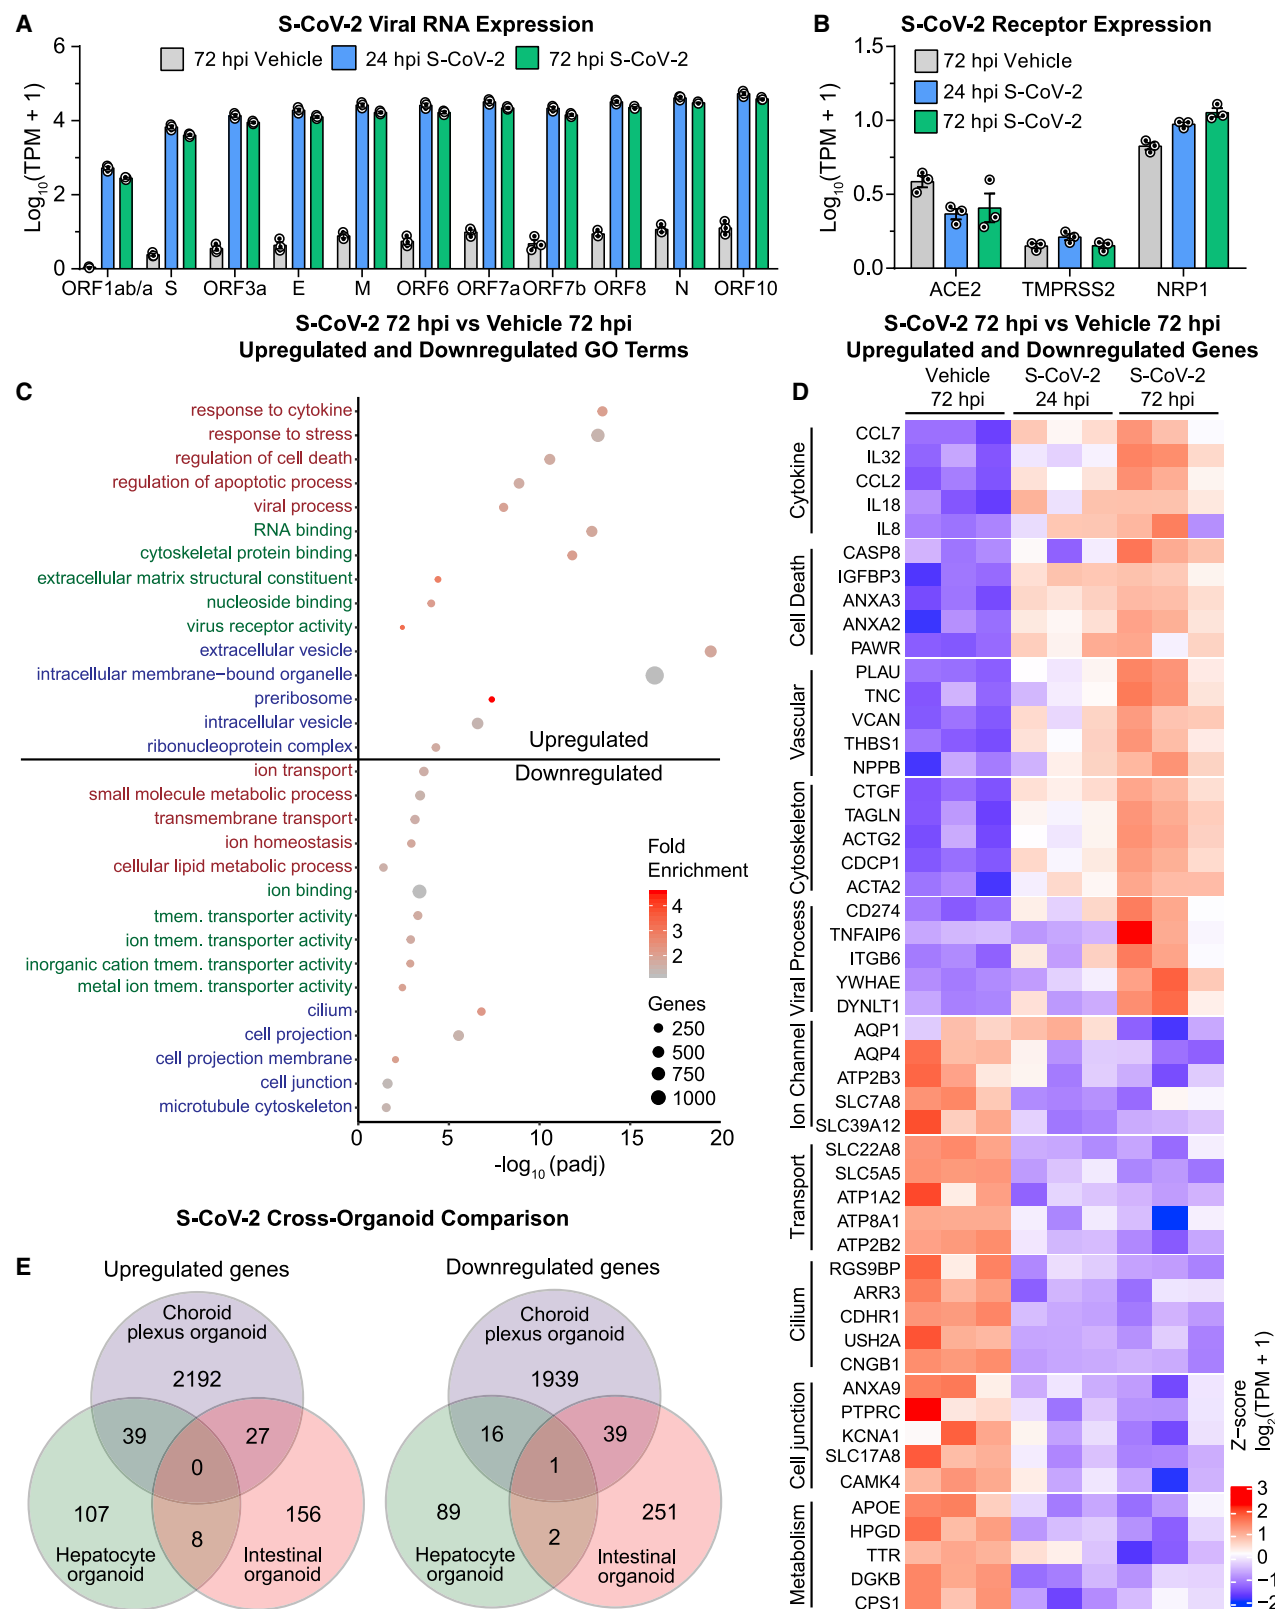 A
S-CoV-2 Viral RNA Expression
72 hpi Vehicle
24 hpi S-CoV-2
72 hpi S-CoV-2
Log10(TPM + 1)
6
4
2
0
ORF1ab/a
S
ORF3a
E
M
ORF6
ORF7a
ORF7b
ORF8
N
ORF10
B
S-CoV-2 Receptor Expression
72 hpi Vehicle
24 hpi S-CoV-2
72 hpi S-CoV-2
Log10(TPM + 1)
1.5
1.0
0.5
0.0
ACE2
TMPRSS2
NRP1
S-CoV-2 72 hpi vs Vehicle 72 hpi
Upregulated and Downregulated GO Terms
C
response to cytokine
response to stress
regulation of cell death
regulation of apoptotic process
viral process
RNA binding
cytoskeletal protein binding
extracellular matrix structural constituent
nucleoside binding
virus receptor activity
extracellular vesicle
intracellular membrane−bound organelle
preribosome
intracellular vesicle
ribonucleoprotein complex
Upregulated
Downregulated
ion transport
small molecule metabolic process
transmembrane transport
ion homeostasis
cellular lipid metabolic process
ion binding
tmem. transporter activity
ion tmem. transporter activity
inorganic cation tmem. transporter activity
metal ion tmem. transporter activity
cilium
cell projection
cell projection membrane
cell junction
microtubule cytoskeleton
0
5
10
15
20
-log10 (padj)
Fold
Enrichment
4
3
2
Genes
250
500
750
1000
S-CoV-2 72 hpi vs Vehicle 72 hpi
Upregulated and Downregulated Genes
D
Vehicle
72 hpi
S-CoV-2
24 hpi
S-CoV-2
72 hpi
Cytokine
CCL7
IL32
CCL2
IL18
IL8
Cell Death
CASP8
IGFBP3
ANXA3
ANXA2
PAWR
Vascular
PLAU
TNC
VCAN
THBS1
NPPB
Cytoskeleton
CTGF
TAGLN
ACTG2
CDCP1
ACTA2
Viral Process
CD274
TNFAIP6
ITGB6
YWHAE
DYNLT1
Ion Channel
AQP1
AQP4
ATP2B3
SLC7A8
SLC39A12
Transport
SLC22A8
SLC5A5
ATP1A2
ATP8A1
ATP2B2
Cilium
RGS9BP
ARR3
CDHR1
USH2A
CNGB1
Cell junction
ANXA9
PTPRC
KCNA1
SLC17A8
CAMK4
Metabolism
APOE
HPGD
TTR
DGKB
CPS1
Z−score
log2(TPM + 1)
3
2
1
0
−1
−2
S-CoV-2 Cross-Organoid Comparison
E
Upregulated genes
Choroid
plexus organoid
2192
39
27
0
107
156
8
Hepatocyte
organoid
Intestinal
organoid
Downregulated genes
Choroid
plexus organoid
1939
16
39
1
89
251
2
Hepatocyte
organoid
Intestinal
organoid